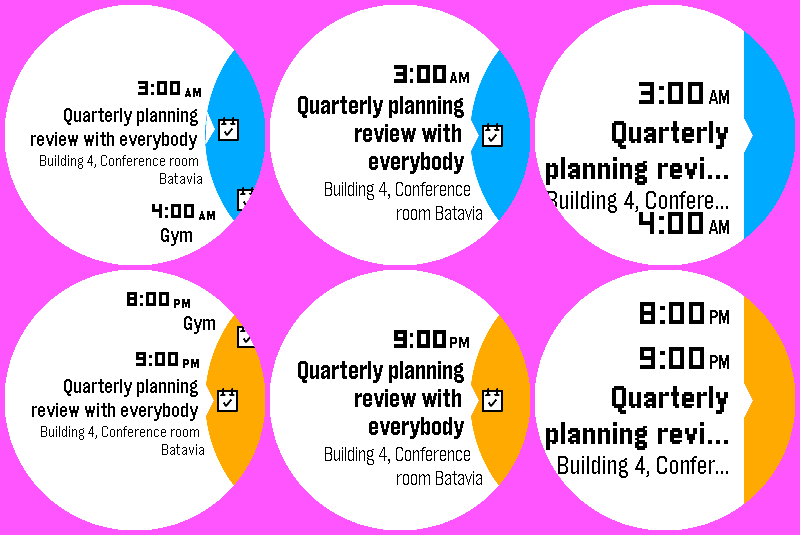 3:00 AM
Quarterly planning
review with everybody
Building 4, Conference room
Batavia
4:00 AM
Gym
3:00 AM
Quarterly planning
review with
everybody
Building 4, Conference
room Batavia
3:00 AM
Quarterly
planning revi...
Building 4, Confere...
4:00 AM
8:00 PM
Gym
9:00 PM
Quarterly planning
review with everybody
Building 4, Conference room
Batavia
9:00 PM
Quarterly planning
review with
everybody
Building 4, Conference
room Batavia
8:00 PM
9:00 PM
Quarterly
planning revi...
Building 4, Confer...